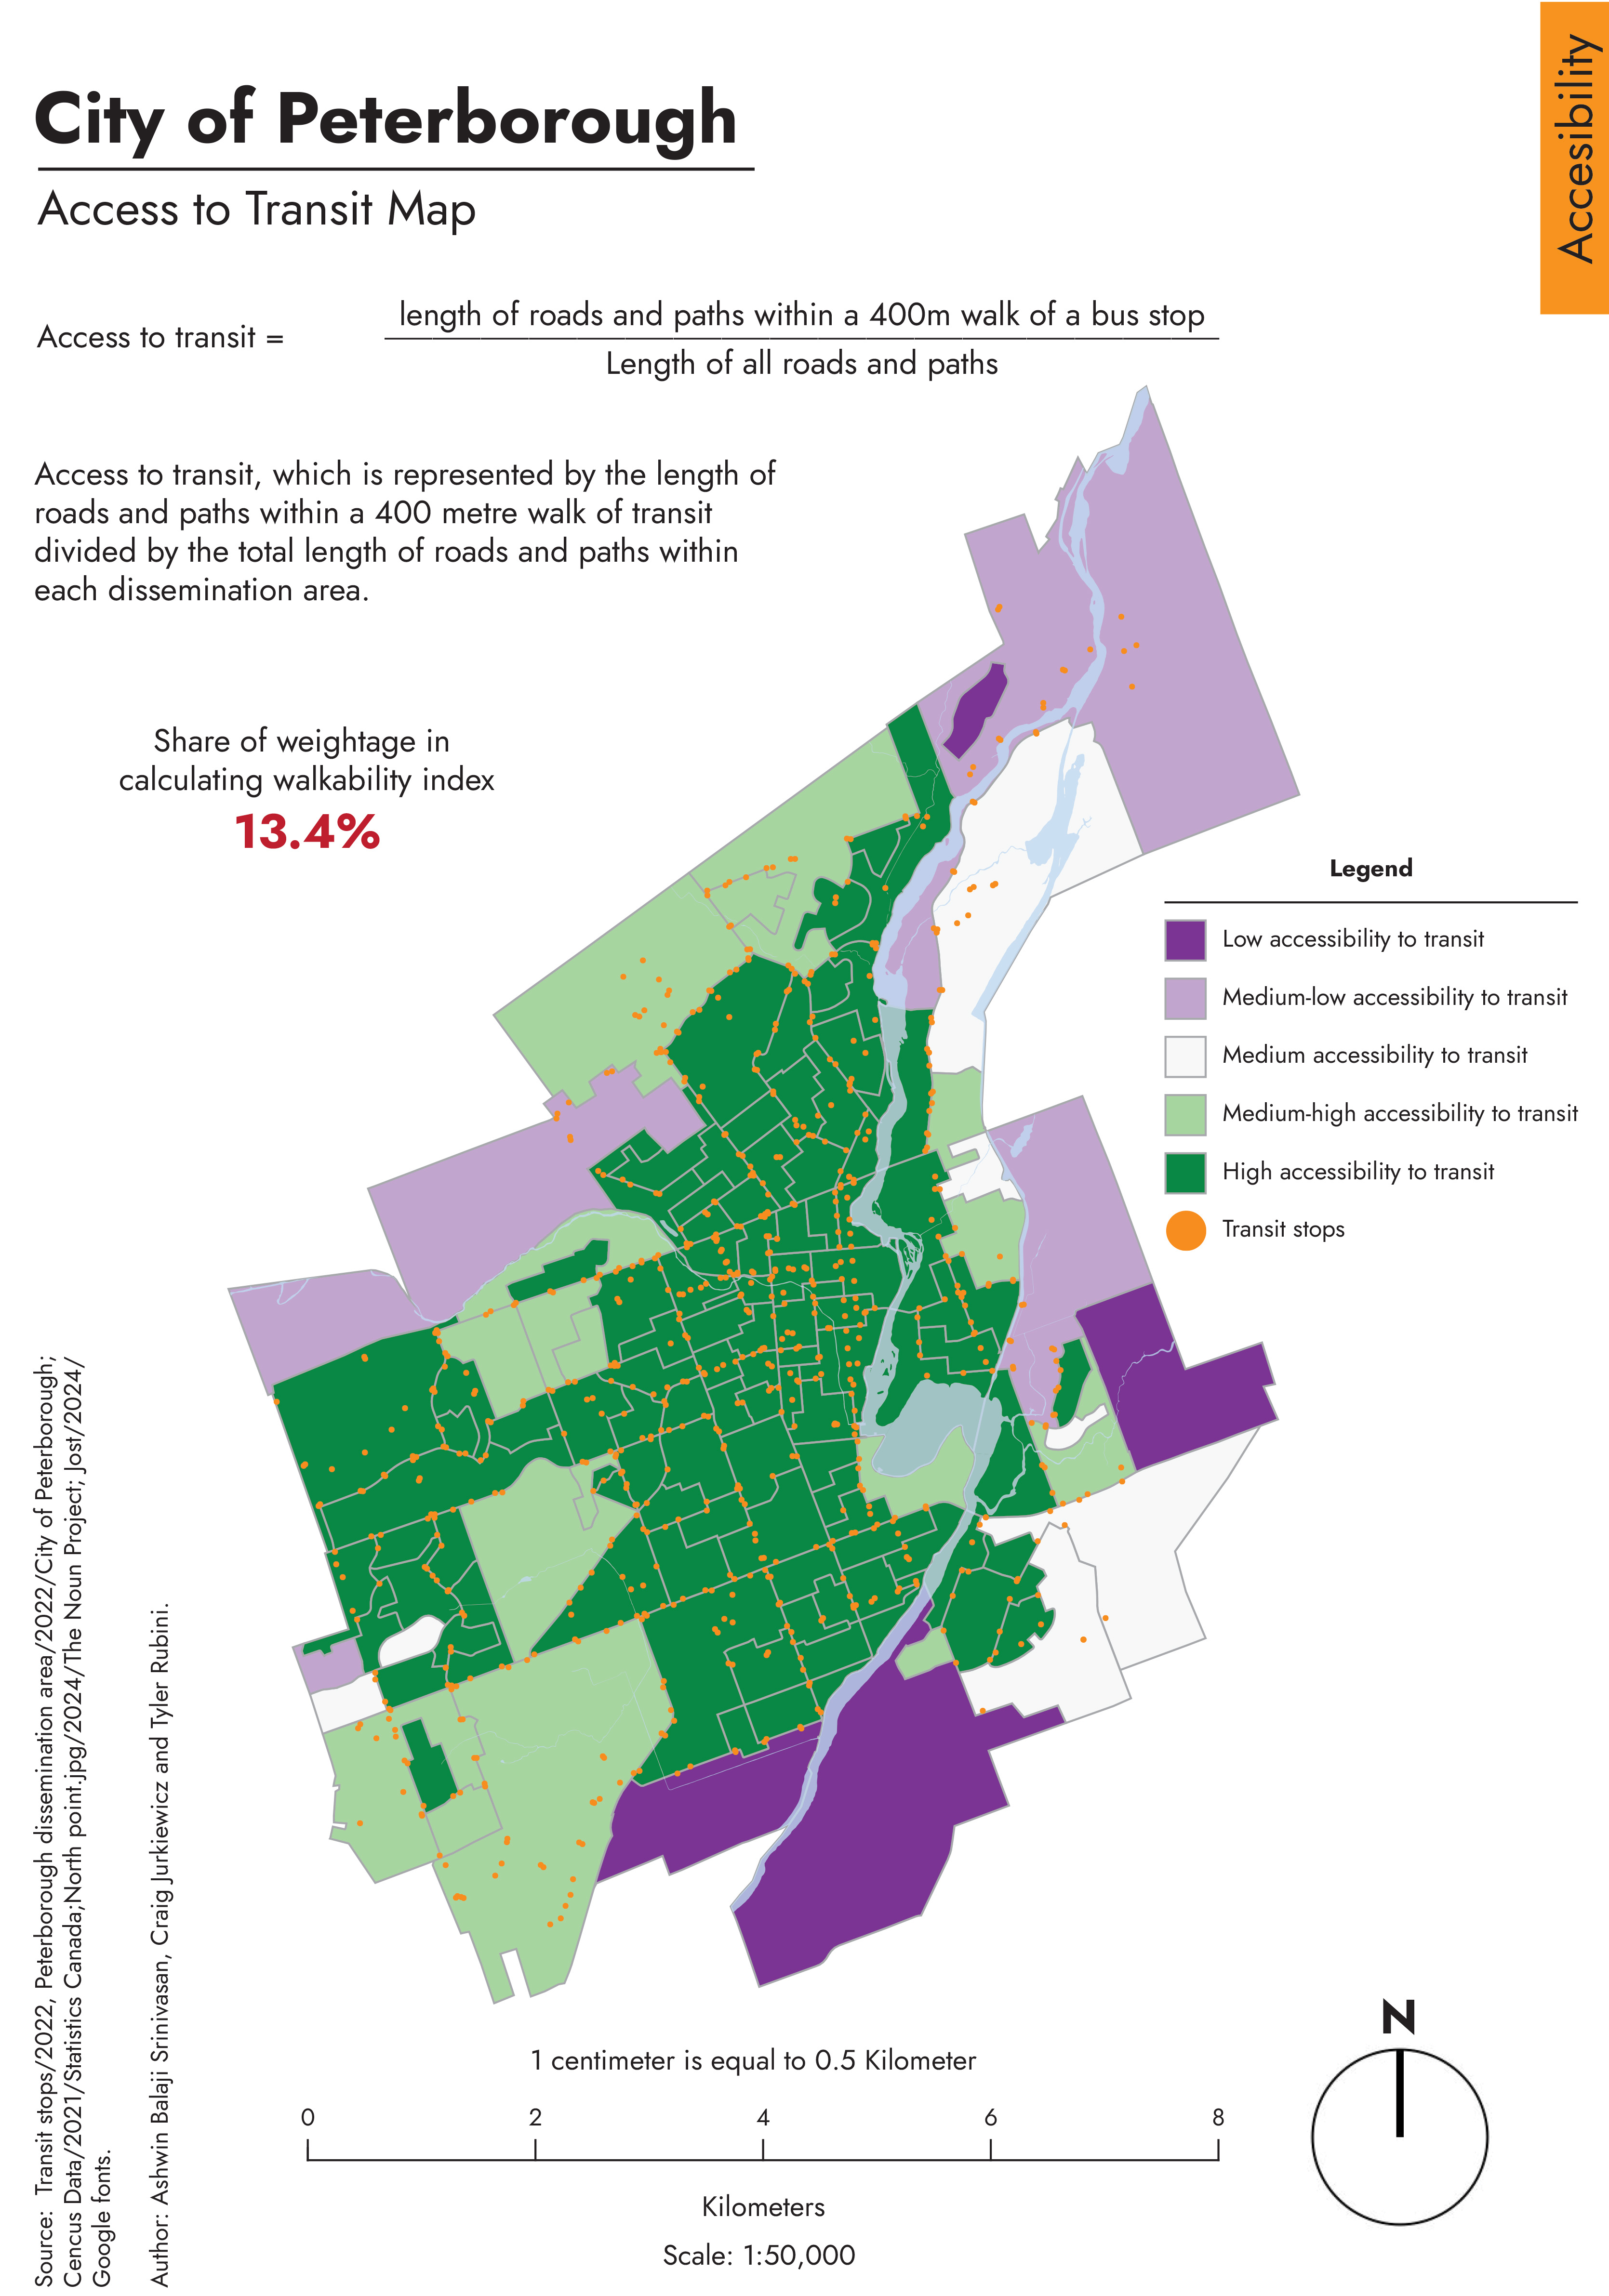 Accesibility
City of Peterborough
Access to Transit Map
Access to transit =
length of roads and paths within a 400m walk of a bus stop
Length of all roads and paths
Access to transit, which is represented by the length of
roads and paths within a 400 metre walk of transit
divided by the total length of roads and paths within
each dissemination area.
Share of weightage in
calculating walkability index
13.4%
Legend
Low accessibility to transit
Medium-low accessibility to transit
Medium accessibility to transit
Medium-high accessibility to transit
High accessibility to transit
Transit stops
Source: Transit stops/2022, Peterborough dissemination area/2022/City of Peterborough;
Cencus Data/2021/Statistics Canada;North point.jpg/2024/The Noun Project; Jost/2024/
Google fonts.
Author: Ashwin Balaji Srinivasan, Craig Jurkiewicz and Tyler Rubini.
1 centimeter is equal to 0.5 Kilometer
0 2 4 6 8
Kilometers
Scale: 1:50,000
N